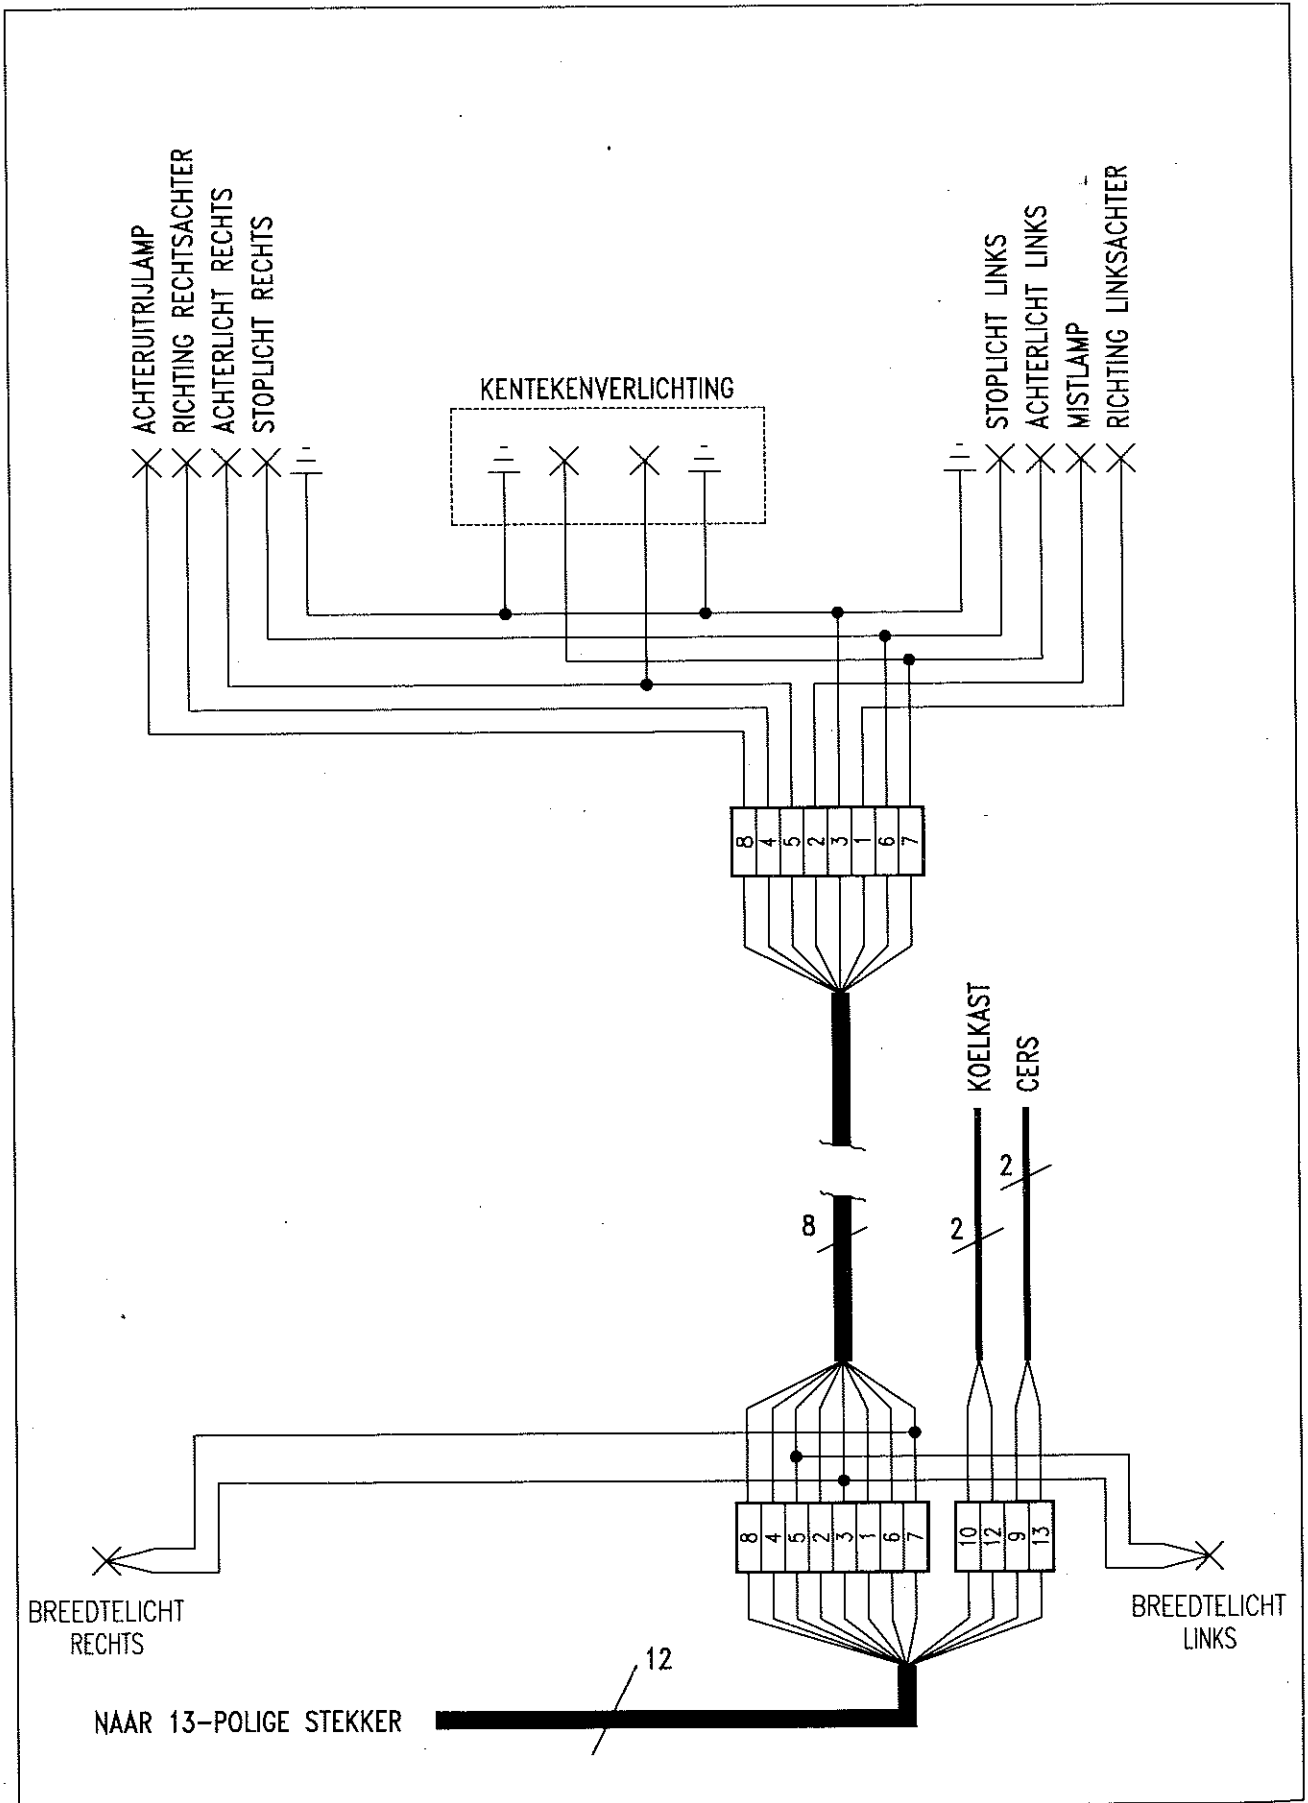 ACHTERUITRIJLAMP
RICHTING RECHTSACHTER
ACHTERLICHT RECHTS
STOPLICHT RECHTS
KENTEKENVERLICHTING
STOPLICHT LINKS
ACHTERLICHT LINKS
MISTLAMP
RICHTING LINKSACHTER
8 4 5 2 3 1 6 7
KOELKAST
CERS
8
2
2
8 4 5 2 3 1 6 7
10 12 9 13
BREEDTELICHT
RECHTS
BREEDTELICHT
LINKS
12
NAAR 13-POLIGE STEKKER